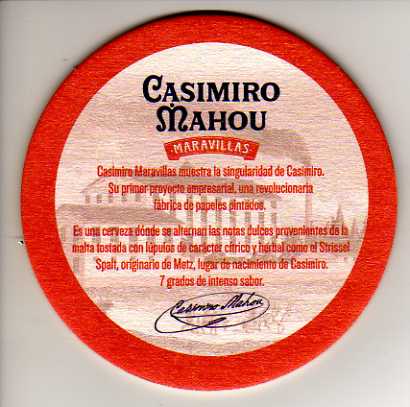 CASIMIRO
MAHOU
MARAVILLAS
Casimiro Maravillas muestra la singularidad de Casimiro.
Su primer proyecto empresarial, una revolucionaria
fábrica de papeles pintados.
Es una cerveza dónde se alternan las notas dulces provenientes de la
malta tostada con lúpulos de carácter cítrico y herbal como el Strissel
Spalt, originario de Metz, lugar de nacimiento de Casimiro.
7 grados de intenso sabor.
Casimiro Mahou